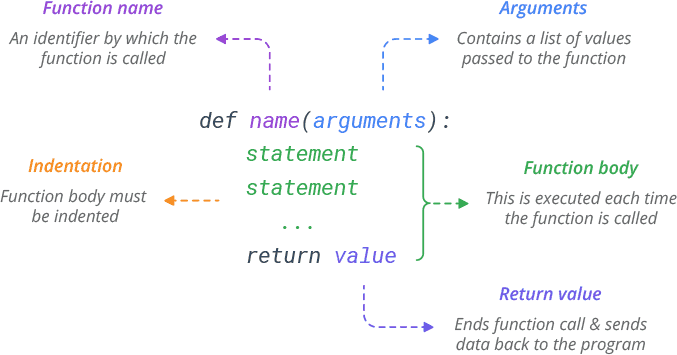 Function name
An identifier by which the
function is called
Arguments
Contains a list of values
passed to the function
def name(arguments):
statement
statement
...
return value
Indentation
Function body must
be indented
Function body
This is executed each time
the function is called
Return value
Ends function call & sends
data back to the program